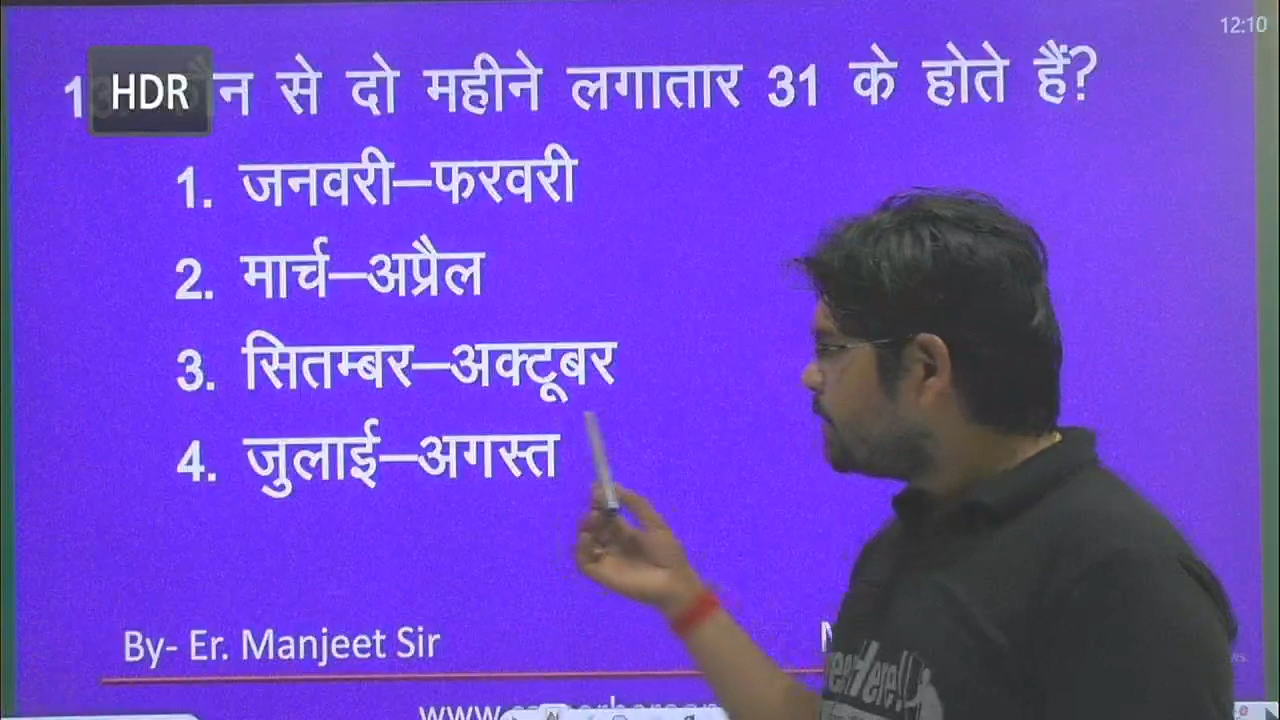 12:10
HDR
न से दो महीने लगातार 31 के होते हैं?
1. जनवरी–फरवरी
2. मार्च–अप्रैल
3. सितम्बर–अक्टूबर
4. जुलाई–अगस्त
By- Er. Manjeet Sir